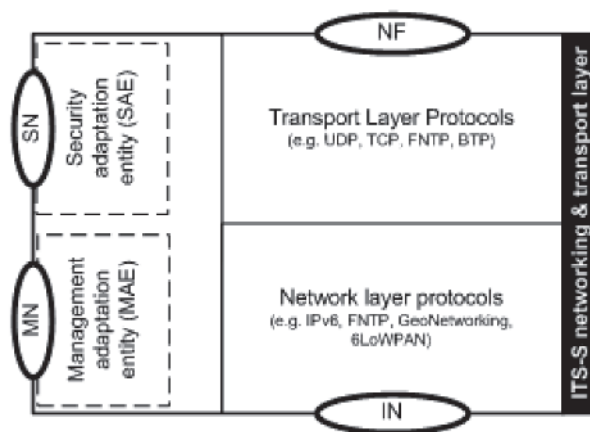 NF
SN
Security
adaptation
entity (SAE)
Transport Layer Protocols
(e.g. UDP, TCP, FNTP, BTP)
MN
Management
adaptation
entity (MAE)
Network layer protocols
(e.g. IPv6, FNTP, GeoNetworking,
6LoWPAN)
IN
ITS-S networking & transport layer